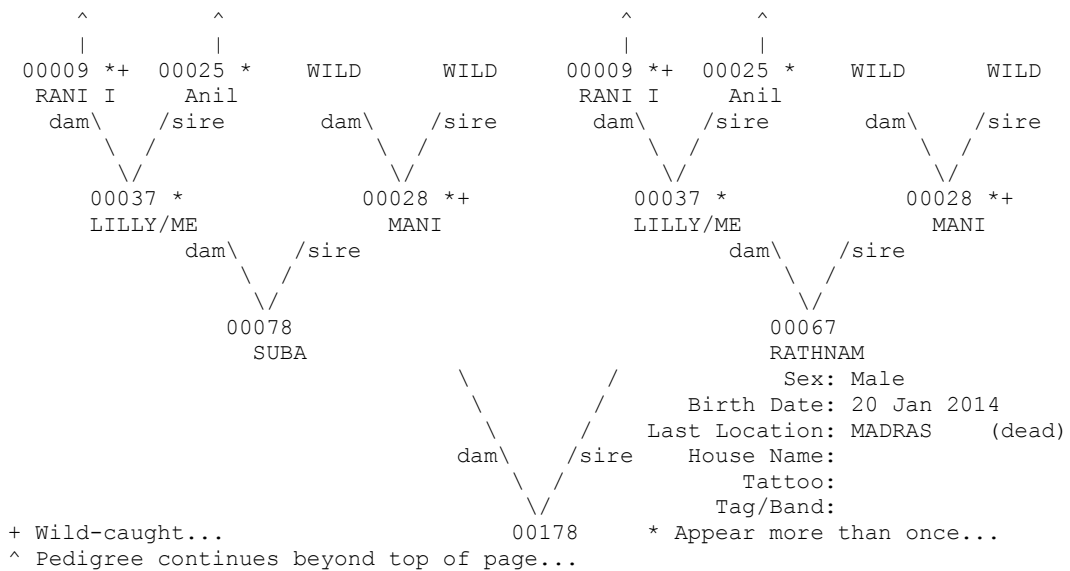 ^ ^ ^ ^
| | | |
00009 *+ 00025 * WILD WILD 00009 *+ 00025 * WILD WILD
RANI I Anil RANI I Anil
dam\ /sire dam\ /sire dam\ /sire dam\ /sire
\ / \ / \ / \ /
\/ \/ \/ \/
00037 * 00028 *+ 00037 * 00028 *+
LILLY/ME MANI LILLY/ME MANI
dam\ /sire dam\ /sire
\ / \ /
\/ \/
00078 00067
SUBA RATHNAM
\ / Sex: Male
\ / Birth Date: 20 Jan 2014
\ / Last Location: MADRAS (dead)
dam\ /sire House Name:
\ / Tattoo:
\/ Tag/Band:
+ Wild-caught... 00178 * Appear more than once...
^ Pedigree continues beyond top of page...